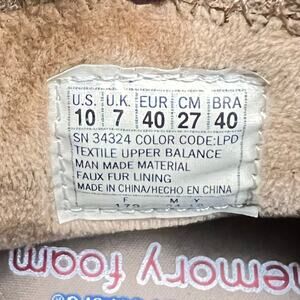 U.S. U.K. EUR CM BRA
10 7 40 27 40
SN 34324 COLOR CODE:LPD
TEXTILE UPPER BALANCE
MAN MADE MATERIAL
FAUX FUR LINING
MADE IN CHINA/HECHO EN CHINA
F M Y
memory foam